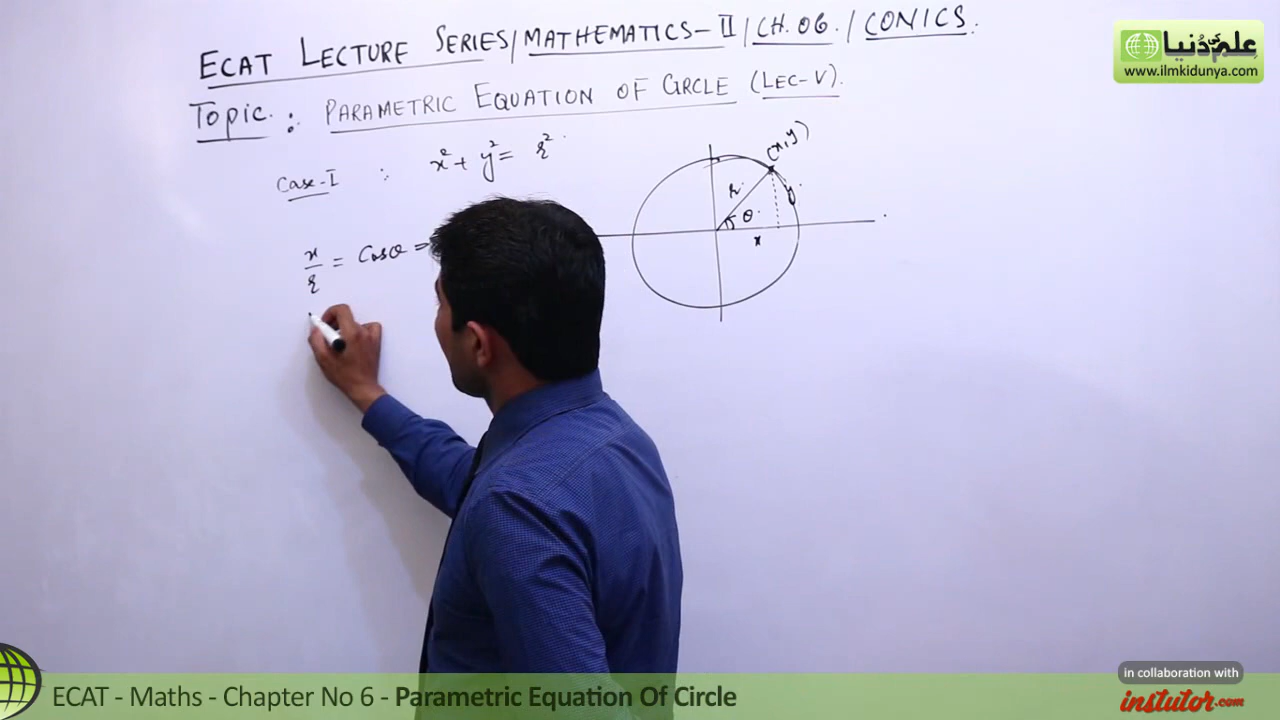 ECAT LECTURE SERIES/MATHEMATICS-II/CH.06./CONICS.
Topic: PARAMETRIC EQUATION OF CIRCLE (LEC-V).
Case-I : x²+ y²= r².
x/r = Cosθ =
(x,y)
r
y
θ
x
علم کی دُنیا
www.ilmkidunya.com
in collaboration with
instutor.com
ECAT - Maths - Chapter No 6 - Parametric Equation Of Circle